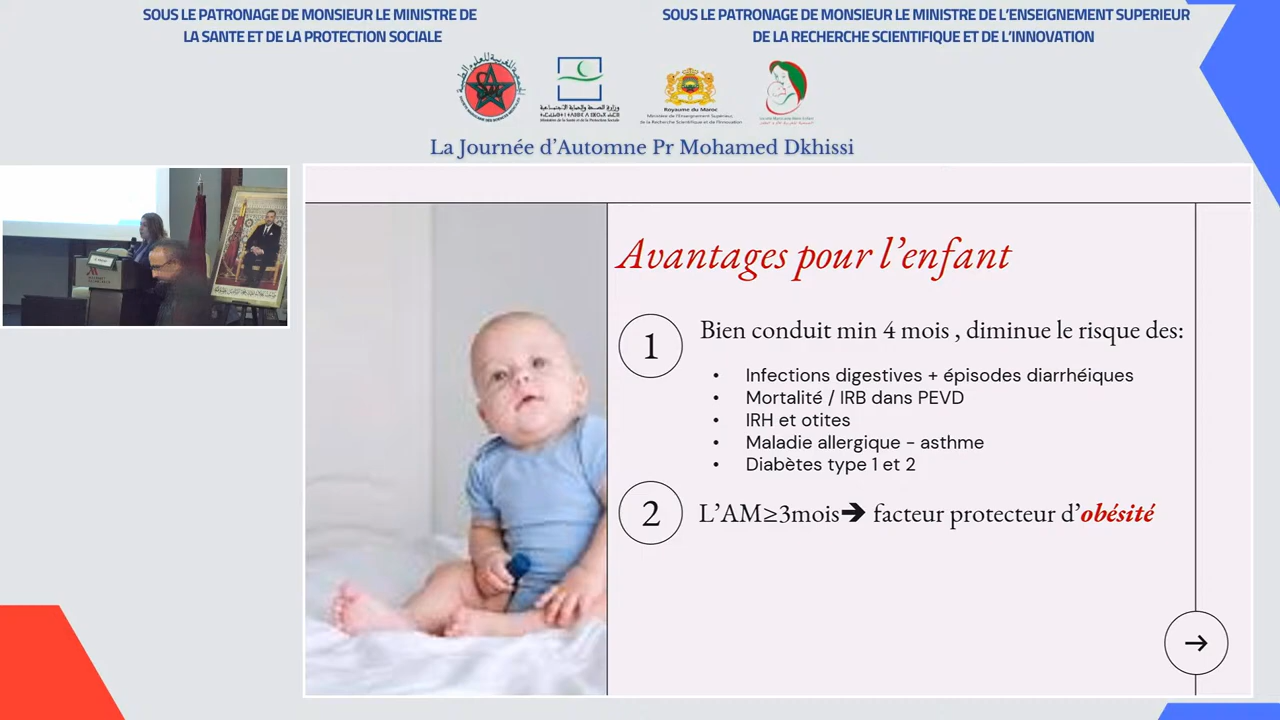 SOUS LE PATRONAGE DE MONSIEUR LE MINISTRE DE
LA SANTE ET DE LA PROTECTION SOCIALE
SOUS LE PATRONAGE DE MONSIEUR LE MINISTRE DE L'ENSEIGNEMENT SUPERIEUR
DE LA RECHERCHE SCIENTIFIQUE ET DE L'INNOVATION
Royaume du Maroc
La Journée d'Automne Pr Mohamed Dkhissi
Avantages pour l'enfant
1
Bien conduit min 4 mois , diminue le risque des:
• Infections digestives + épisodes diarrhéiques
• Mortalité / IRB dans PEVD
• IRH et otites
• Maladie allergique - asthme
• Diabètes type 1 et 2
2
L'AM≥3mois➔ facteur protecteur d'obésité